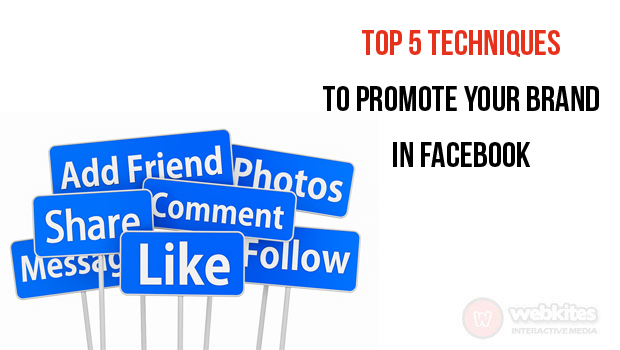 TOP 5 TECHNIQUES
TO PROMOTE YOUR BRAND
IN FACEBOOK
Add Friend
Photos
Share
Comment
Messag
Like
Follow
w webkites
INTERACTIVE MEDIA